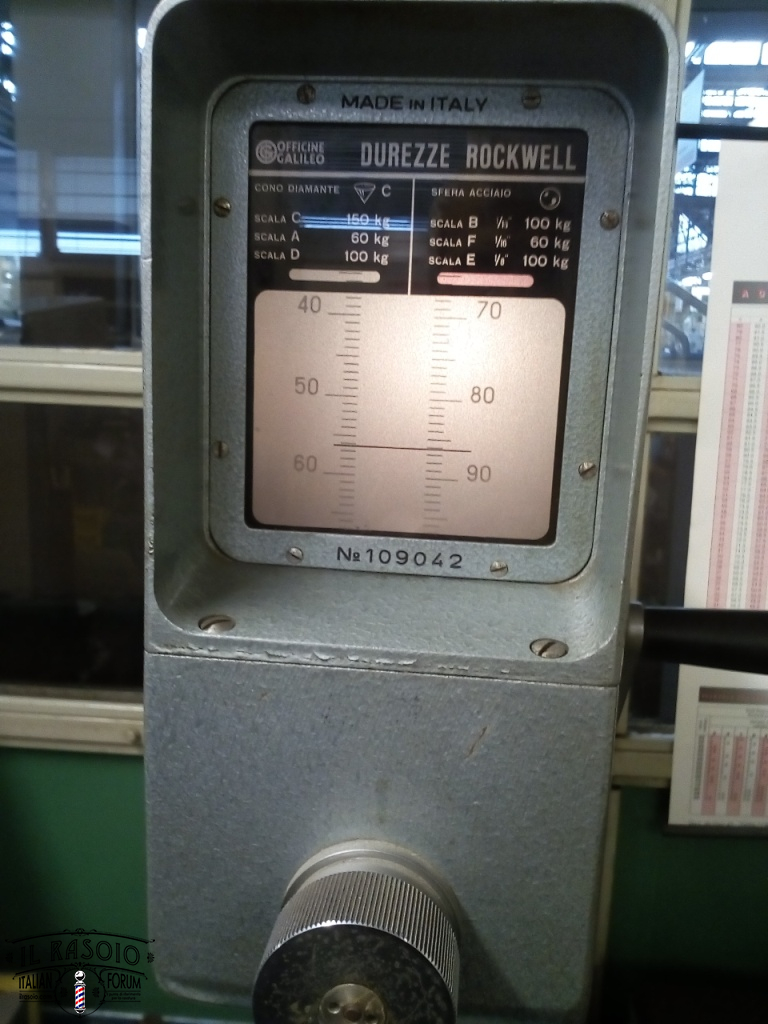 MADE IN ITALY
OFFICINE GALILEO
DUREZZE ROCKWELL
CONO DIAMANTE C
SFERA ACCIAIO
SCALA C 150 kg
SCALA A 60 kg
SCALA D 100 kg
SCALA B 1/16" 100 kg
SCALA F 1/16" 60 kg
SCALA E 1/8" 100 kg
40 70
50 80
60 90
№109042
IL RASOIO
ITALIAN FORUM